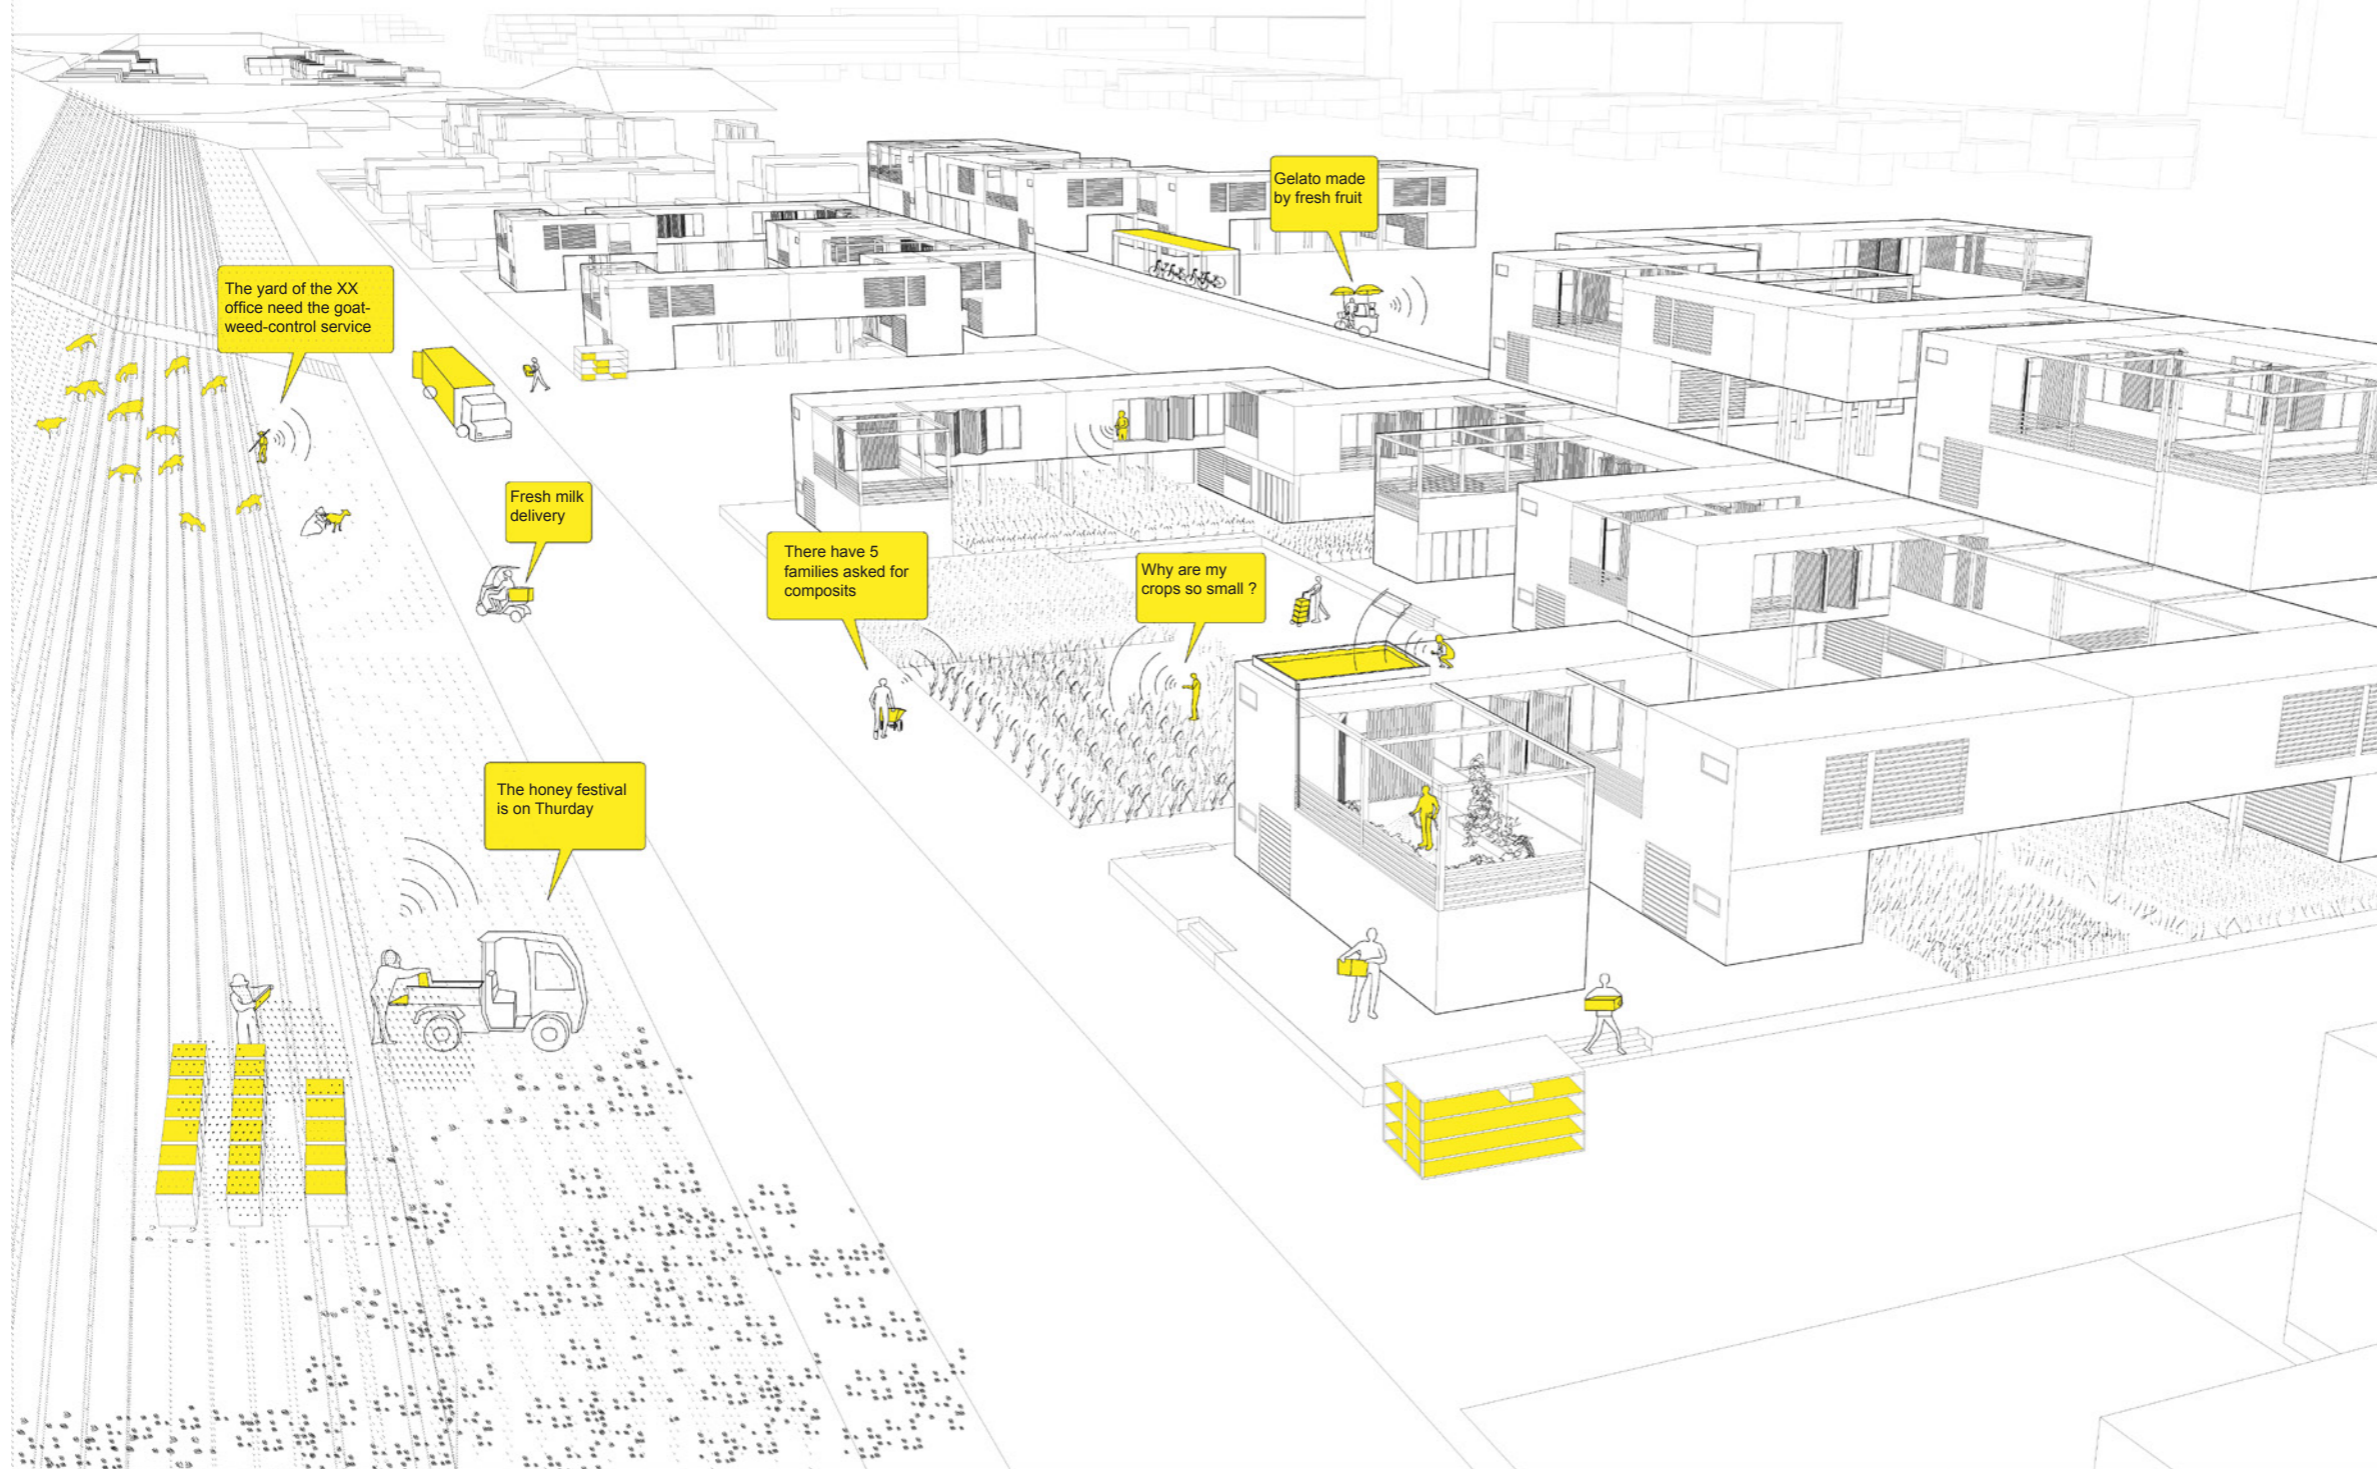 Gelato made
by fresh fruit
The yard of the XX
office need the goat-
weed-control service
Fresh milk
delivery
There have 5
families asked for
composits
Why are my
crops so small ?
The honey festival
is on Thurday